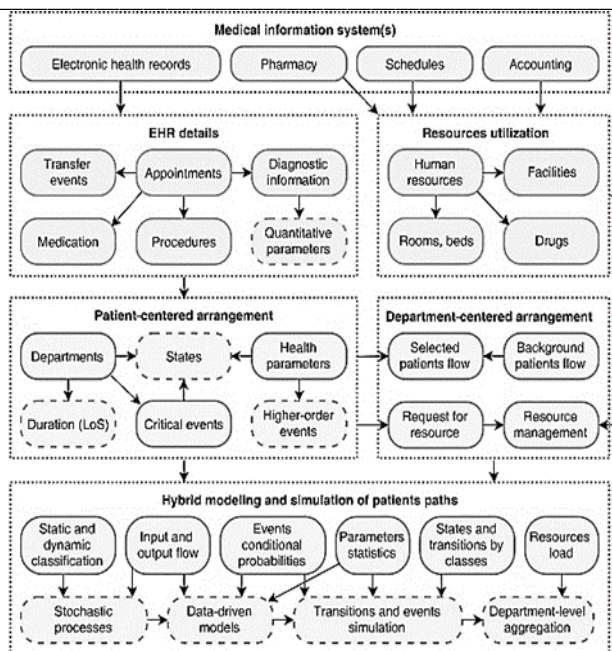 Medical information system(s)
Electronic health records
Pharmacy
Schedules
Accounting
EHR details
Transfer
events
Appointments
Diagnostic
information
Medication
Procedures
Quantitative
parameters
Resources utilization
Human
resources
Facilities
Rooms, beds
Drugs
Patient-centered arrangement
Departments
States
Health
parameters
Duration (LoS)
Critical events
Higher-order
events
Department-centered arrangement
Selected
patients flow
Background
patients flow
Request for
resource
Resource
management
Hybrid modeling and simulation of patients paths
Static and
dynamic
classification
Input and
output flow
Events
conditional
probabilities
Parameters
statistics
States and
transitions by
classes
Resources
load
Stochastic
processes
Data-driven
models
Transitions and events
simulation
Department-level
aggregation